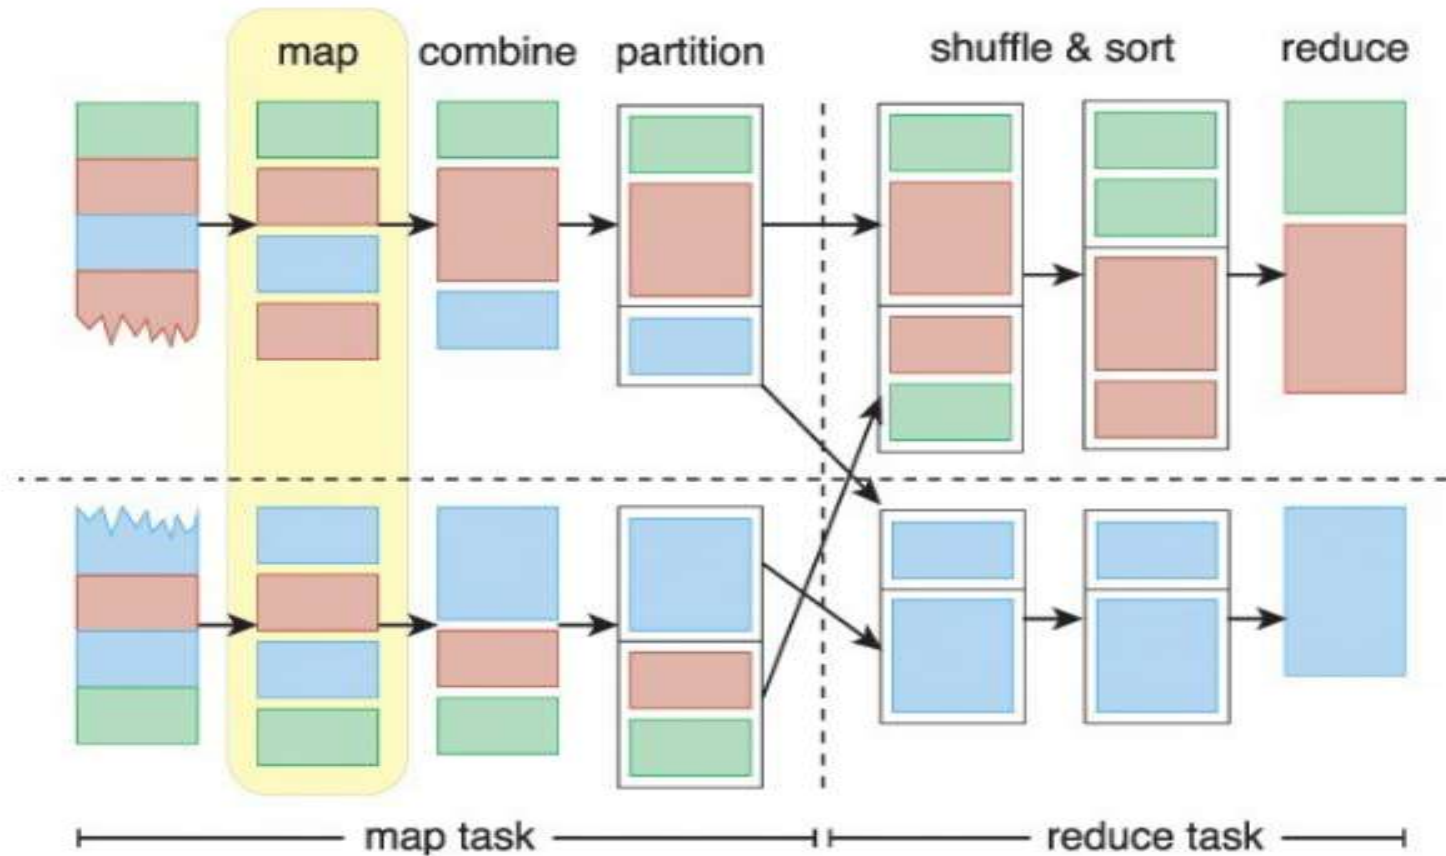 map combine partition shuffle & sort reduce
map task reduce task